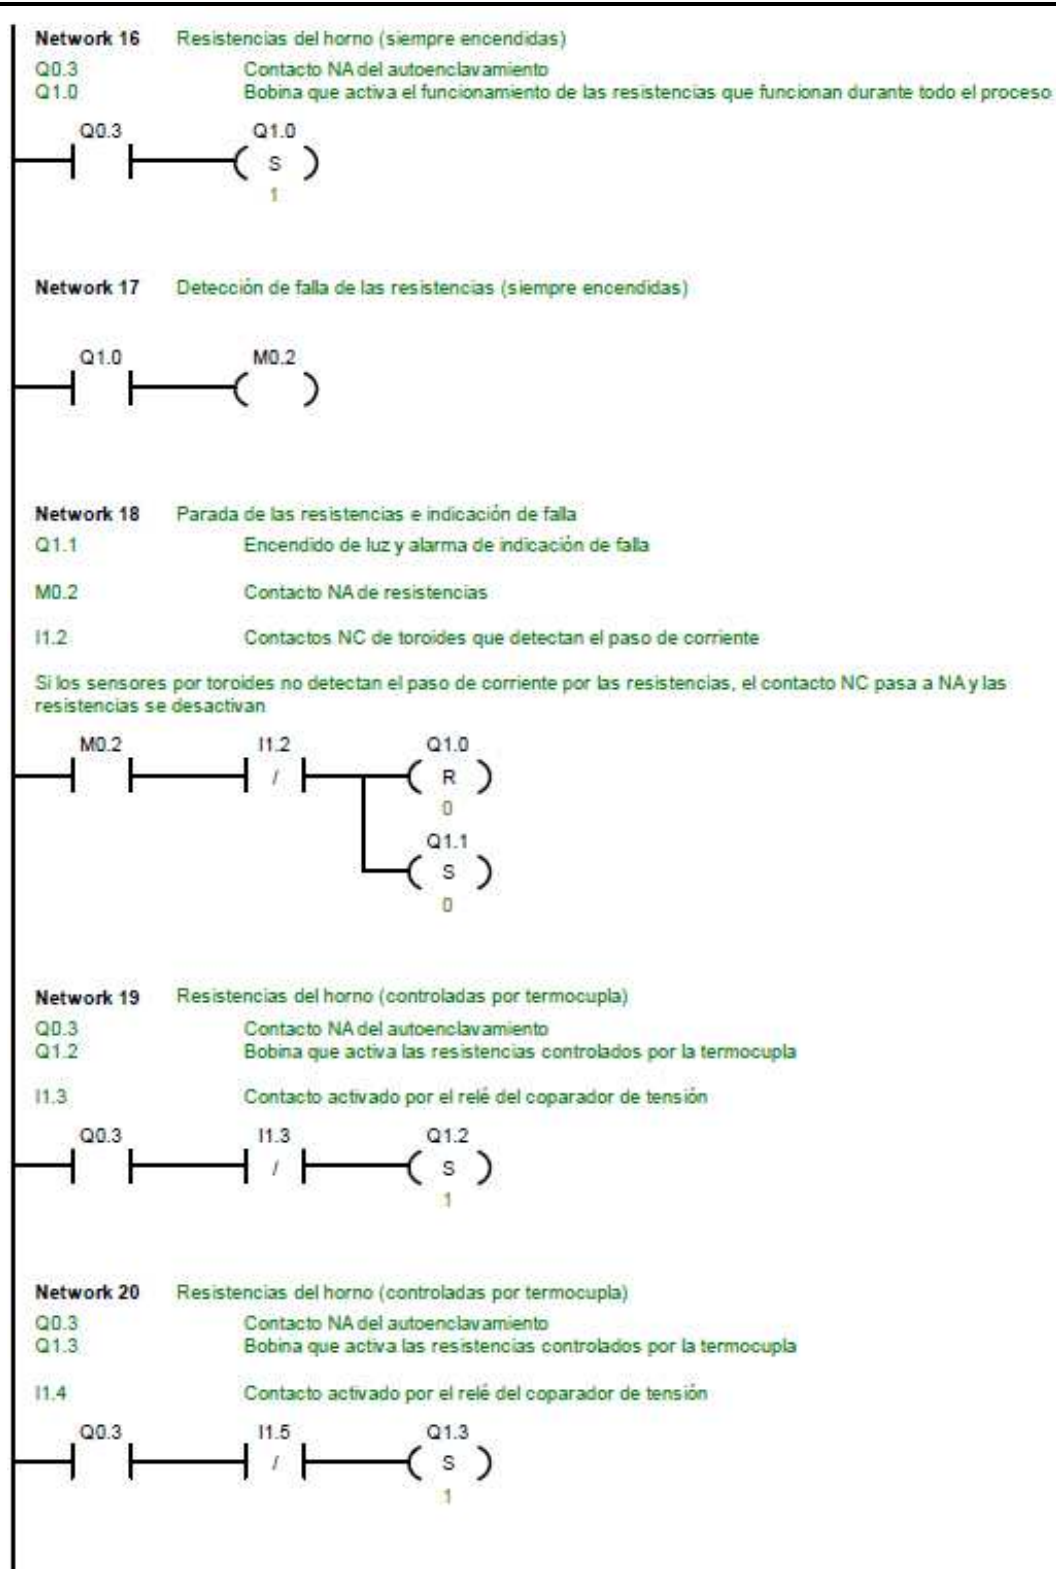 Network 16 Resistencias del horno (siempre encendidas)
Q0.3 Contacto NA del autoenclavamiento
Q1.0 Bobina que activa el funcionamiento de las resistencias que funcionan durante todo el proceso
Q0.3 Q1.0
S
1
Network 17 Detección de falla de las resistencias (siempre encendidas)
Q1.0 M0.2
Network 18 Parada de las resistencias e indicación de falla
Q1.1 Encendido de luz y alarma de indicación de falla
M0.2 Contacto NA de resistencias
I1.2 Contactos NC de toroides que detectan el paso de corriente
Si los sensores por toroides no detectan el paso de corriente por las resistencias, el contacto NC pasa a NA y las
resistencias se desactivan
M0.2 I1.2 Q1.0
/ R
0
Q1.1
S
0
Network 19 Resistencias del horno (controladas por termocupla)
Q0.3 Contacto NA del autoenclavamiento
Q1.2 Bobina que activa las resistencias controlados por la termocupla
I1.3 Contacto activado por el relé del coparador de tensión
Q0.3 I1.3 Q1.2
/ S
1
Network 20 Resistencias del horno (controladas por termocupla)
Q0.3 Contacto NA del autoenclavamiento
Q1.3 Bobina que activa las resistencias controlados por la termocupla
I1.4 Contacto activado por el relé del coparador de tensión
Q0.3 I1.5 Q1.3
/ S
1